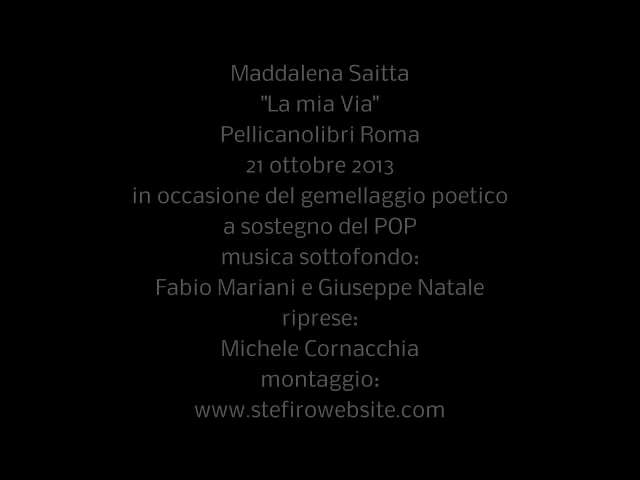 Maddalena Saitta
"La mia Via"
Pellicanolibri Roma
21 ottobre 2013
in occasione del gemellaggio poetico
a sostegno del POP
musica sottofondo:
Fabio Mariani e Giuseppe Natale
riprese:
Michele Cornacchia
montaggio:
www.stefirowebsite.com